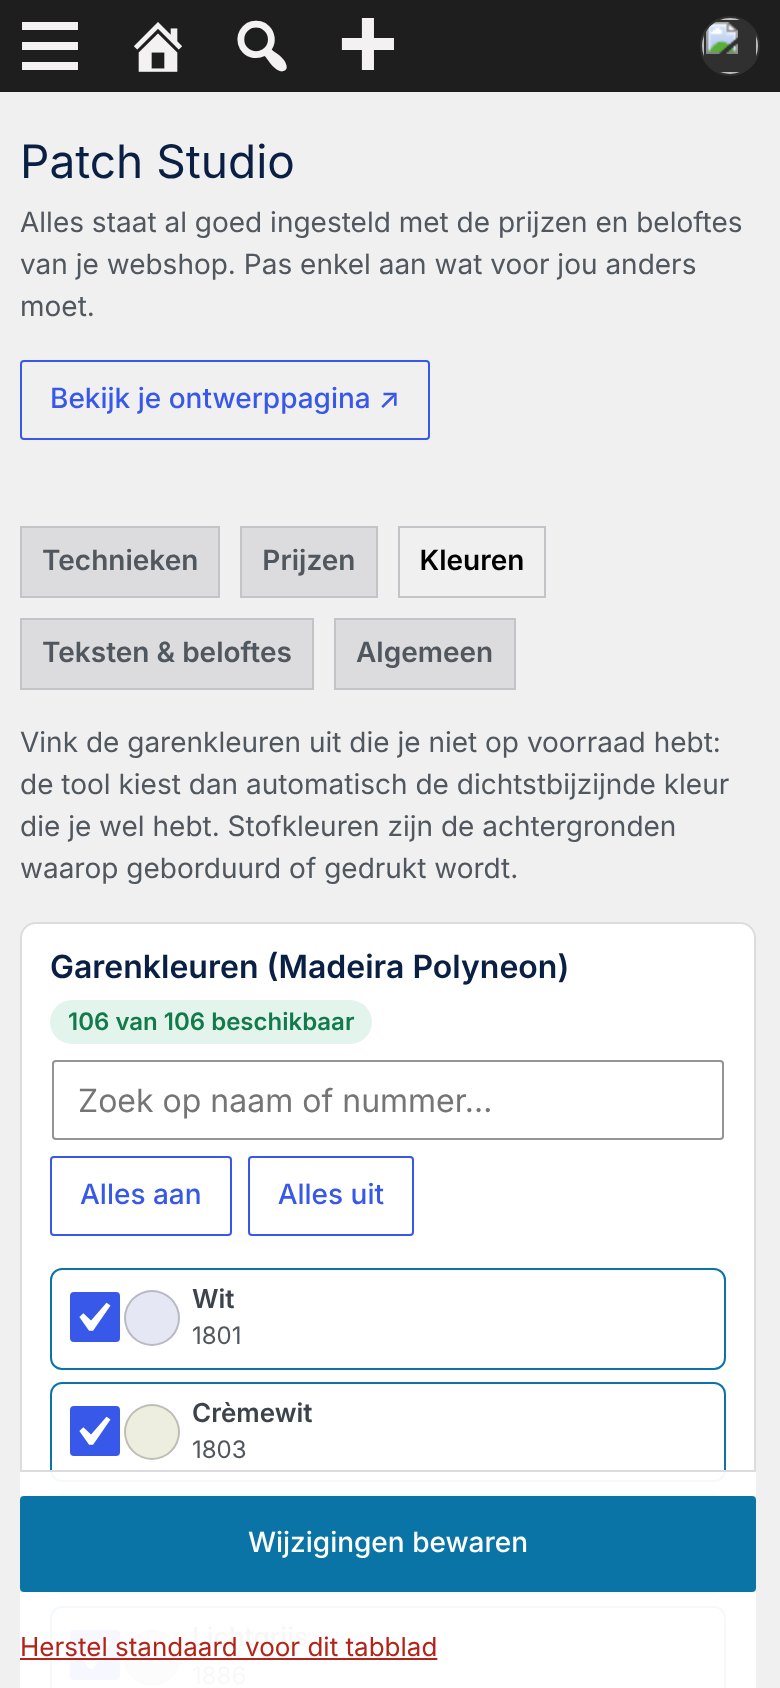 Patch Studio
Alles staat al goed ingesteld met de prijzen en beloftes
van je webshop. Pas enkel aan wat voor jou anders
moet.
Bekijk je ontwerppagina ↗
Technieken
Prijzen
Kleuren
Teksten & beloftes
Algemeen
Vink de garenkleuren uit die je niet op voorraad hebt:
de tool kiest dan automatisch de dichtstbijzijnde kleur
die je wel hebt. Stofkleuren zijn de achtergronden
waarop geborduurd of gedrukt wordt.
Garenkleuren (Madeira Polyneon)
106 van 106 beschikbaar
Zoek op naam of nummer...
Alles aan
Alles uit
Wit
1801
Crèmewit
1803
Wijzigingen bewaren
Lichtgrijs
Herstel standaard voor dit tabblad
1886